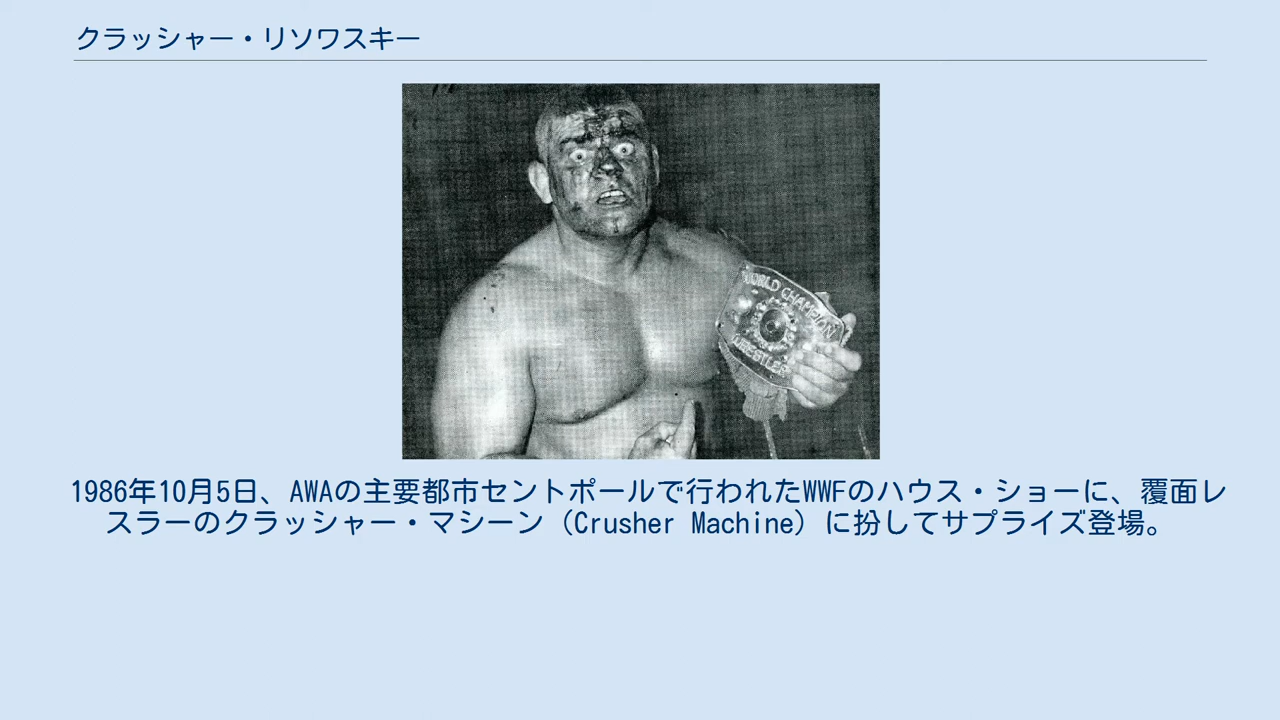 クラッシャー・リソワスキー
WORLD CHAMPION
WRESTLER
1986年10月5日、AWAの主要都市セントポールで行われたWWFのハウス・ショーに、覆面レ
スラーのクラッシャー・マシーン（Crusher Machine）に扮してサプライズ登場。